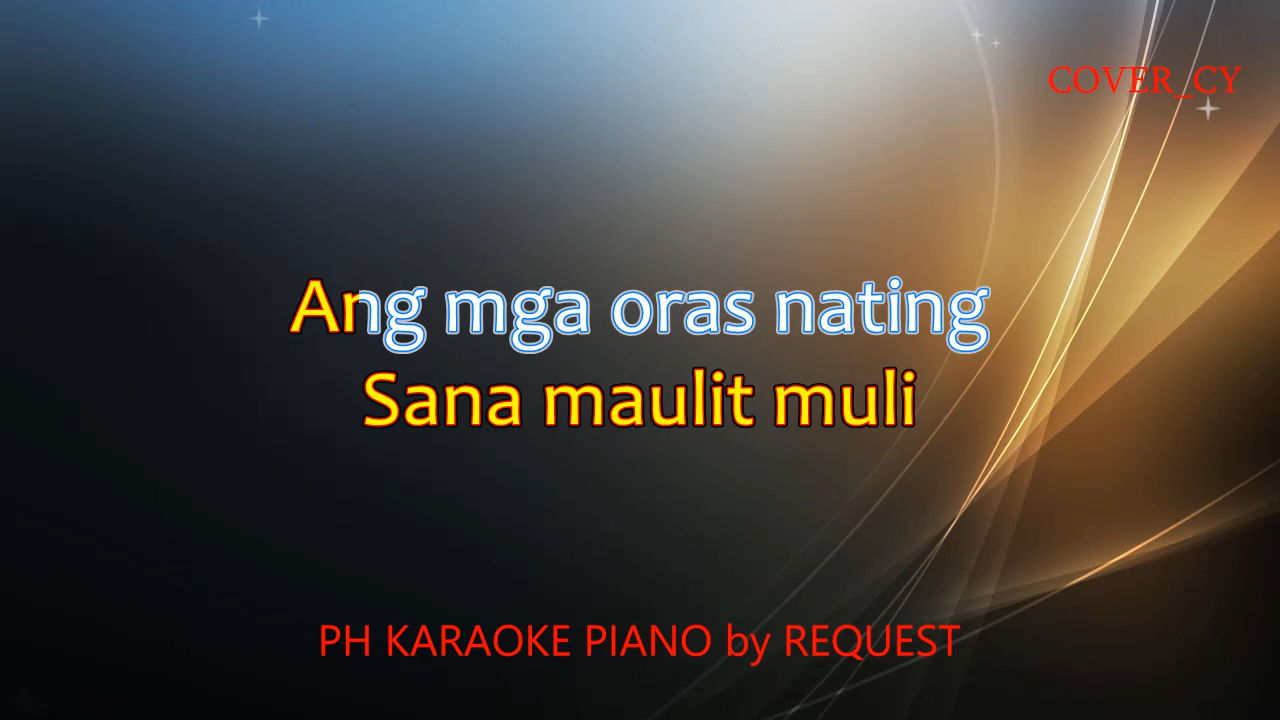 COVER_CY
Ang mga oras nating
Sana maulit muli
PH KARAOKE PIANO by REQUEST